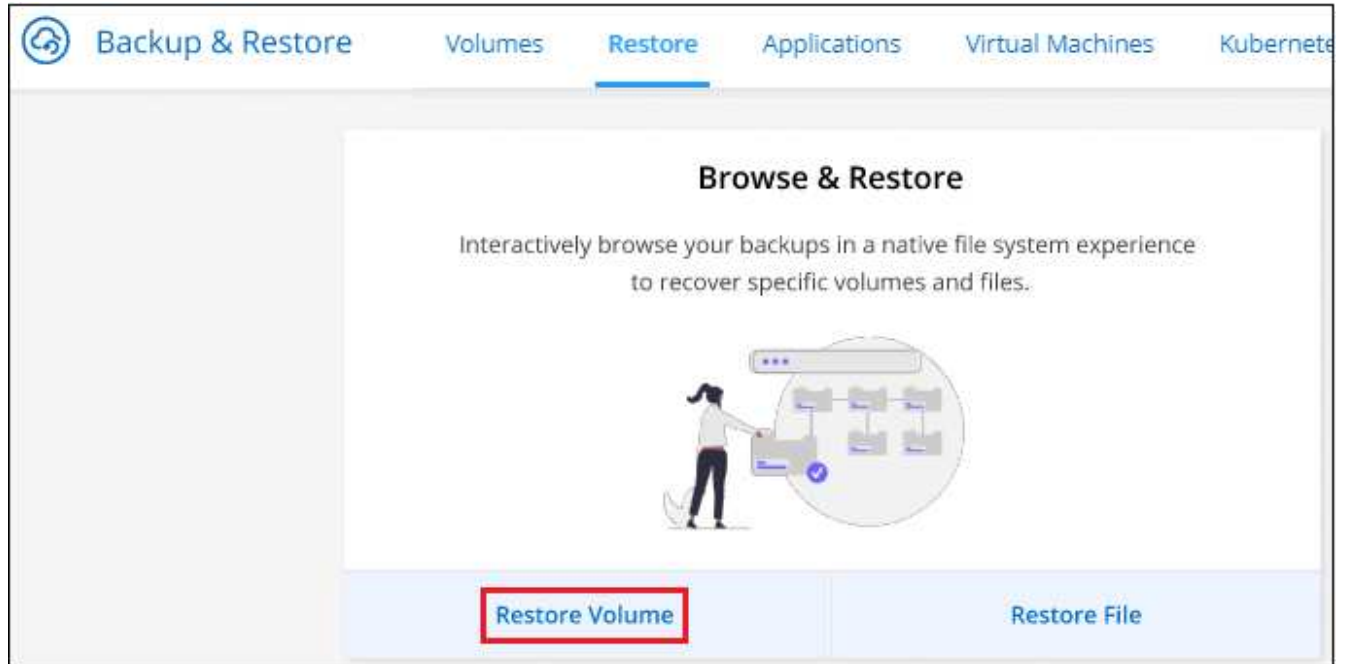 Backup & Restore Volumes Restore Applications Virtual Machines Kubernete
Browse & Restore
Interactively browse your backups in a native file system experience
to recover specific volumes and files.
Restore Volume Restore File